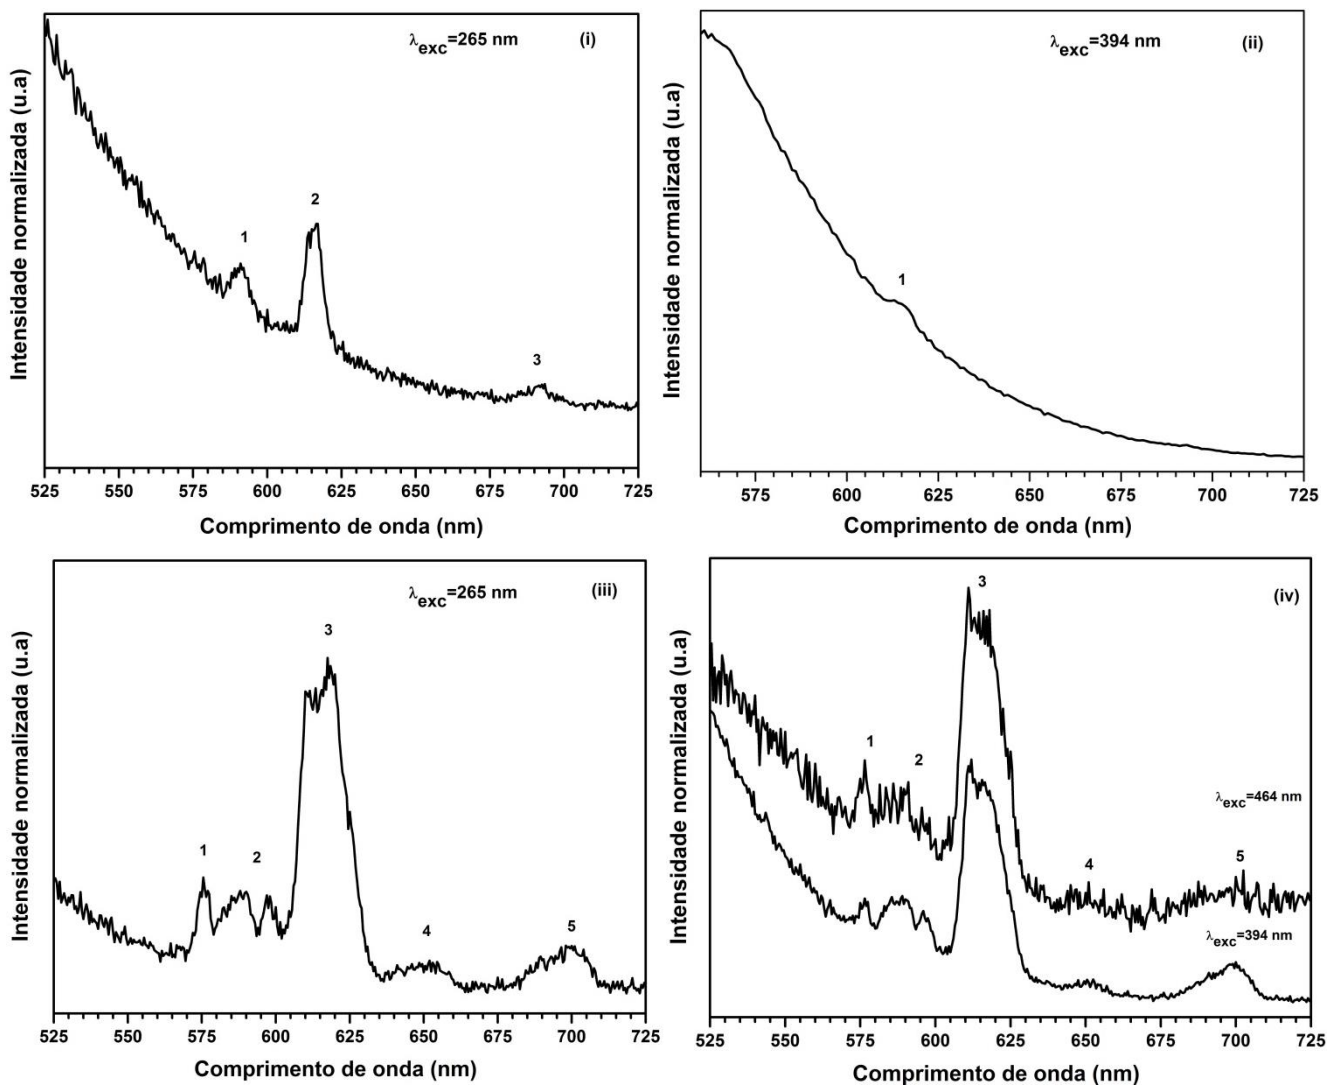 λexc=265 nm (i)
Intensidade normalizada (u.a)
1
2
3
525 550 575 600 625 650 675 700 725
Comprimento de onda (nm)
λexc=394 nm (ii)
Intensidade normalizada (u.a)
1
575 600 625 650 675 700 725
Comprimento de onda (nm)
λexc=265 nm (iii)
Intensidade normalizada (u.a)
1
2
3
4
5
525 550 575 600 625 650 675 700 725
Comprimento de onda (nm)
(iv)
Intensidade normalizada (u.a)
1
2
3
4
5
λexc=464 nm
λexc=394 nm
525 550 575 600 625 650 675 700 725
Comprimento de onda (nm)